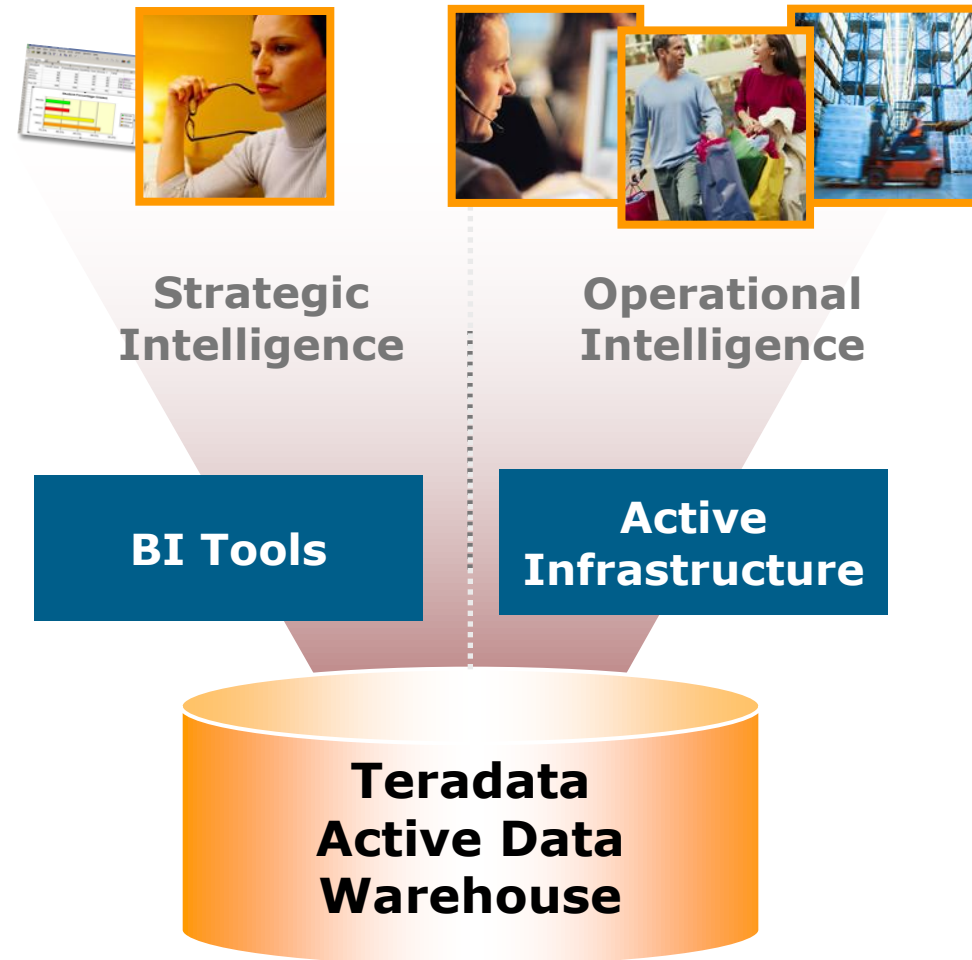 Strategic
Intelligence
Operational
Intelligence
BI Tools
Active
Infrastructure
Teradata
Active Data
Warehouse